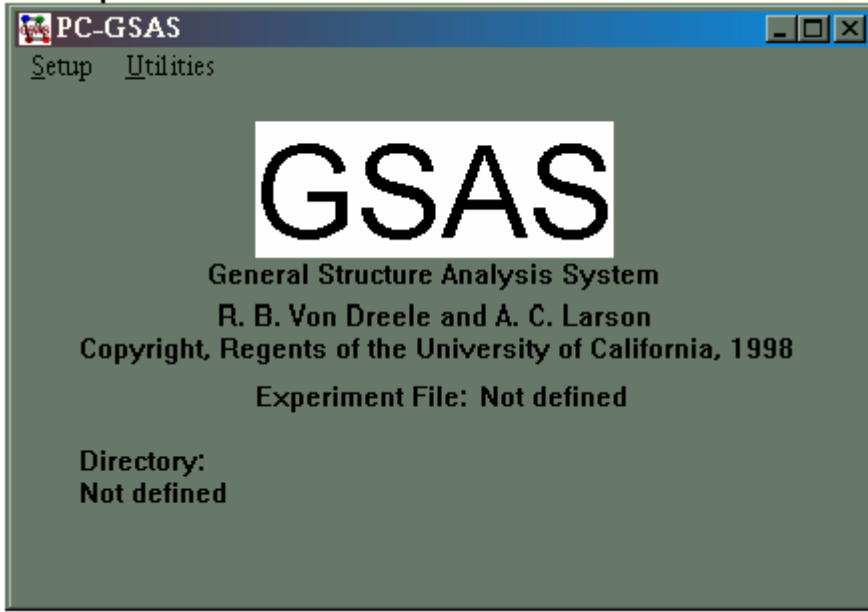 PC-GSAS
Setup Utilities
GSAS
General Structure Analysis System
R. B. Von Dreele and A. C. Larson
Copyright, Regents of the University of California, 1998
Experiment File: Not defined
Directory:
Not defined